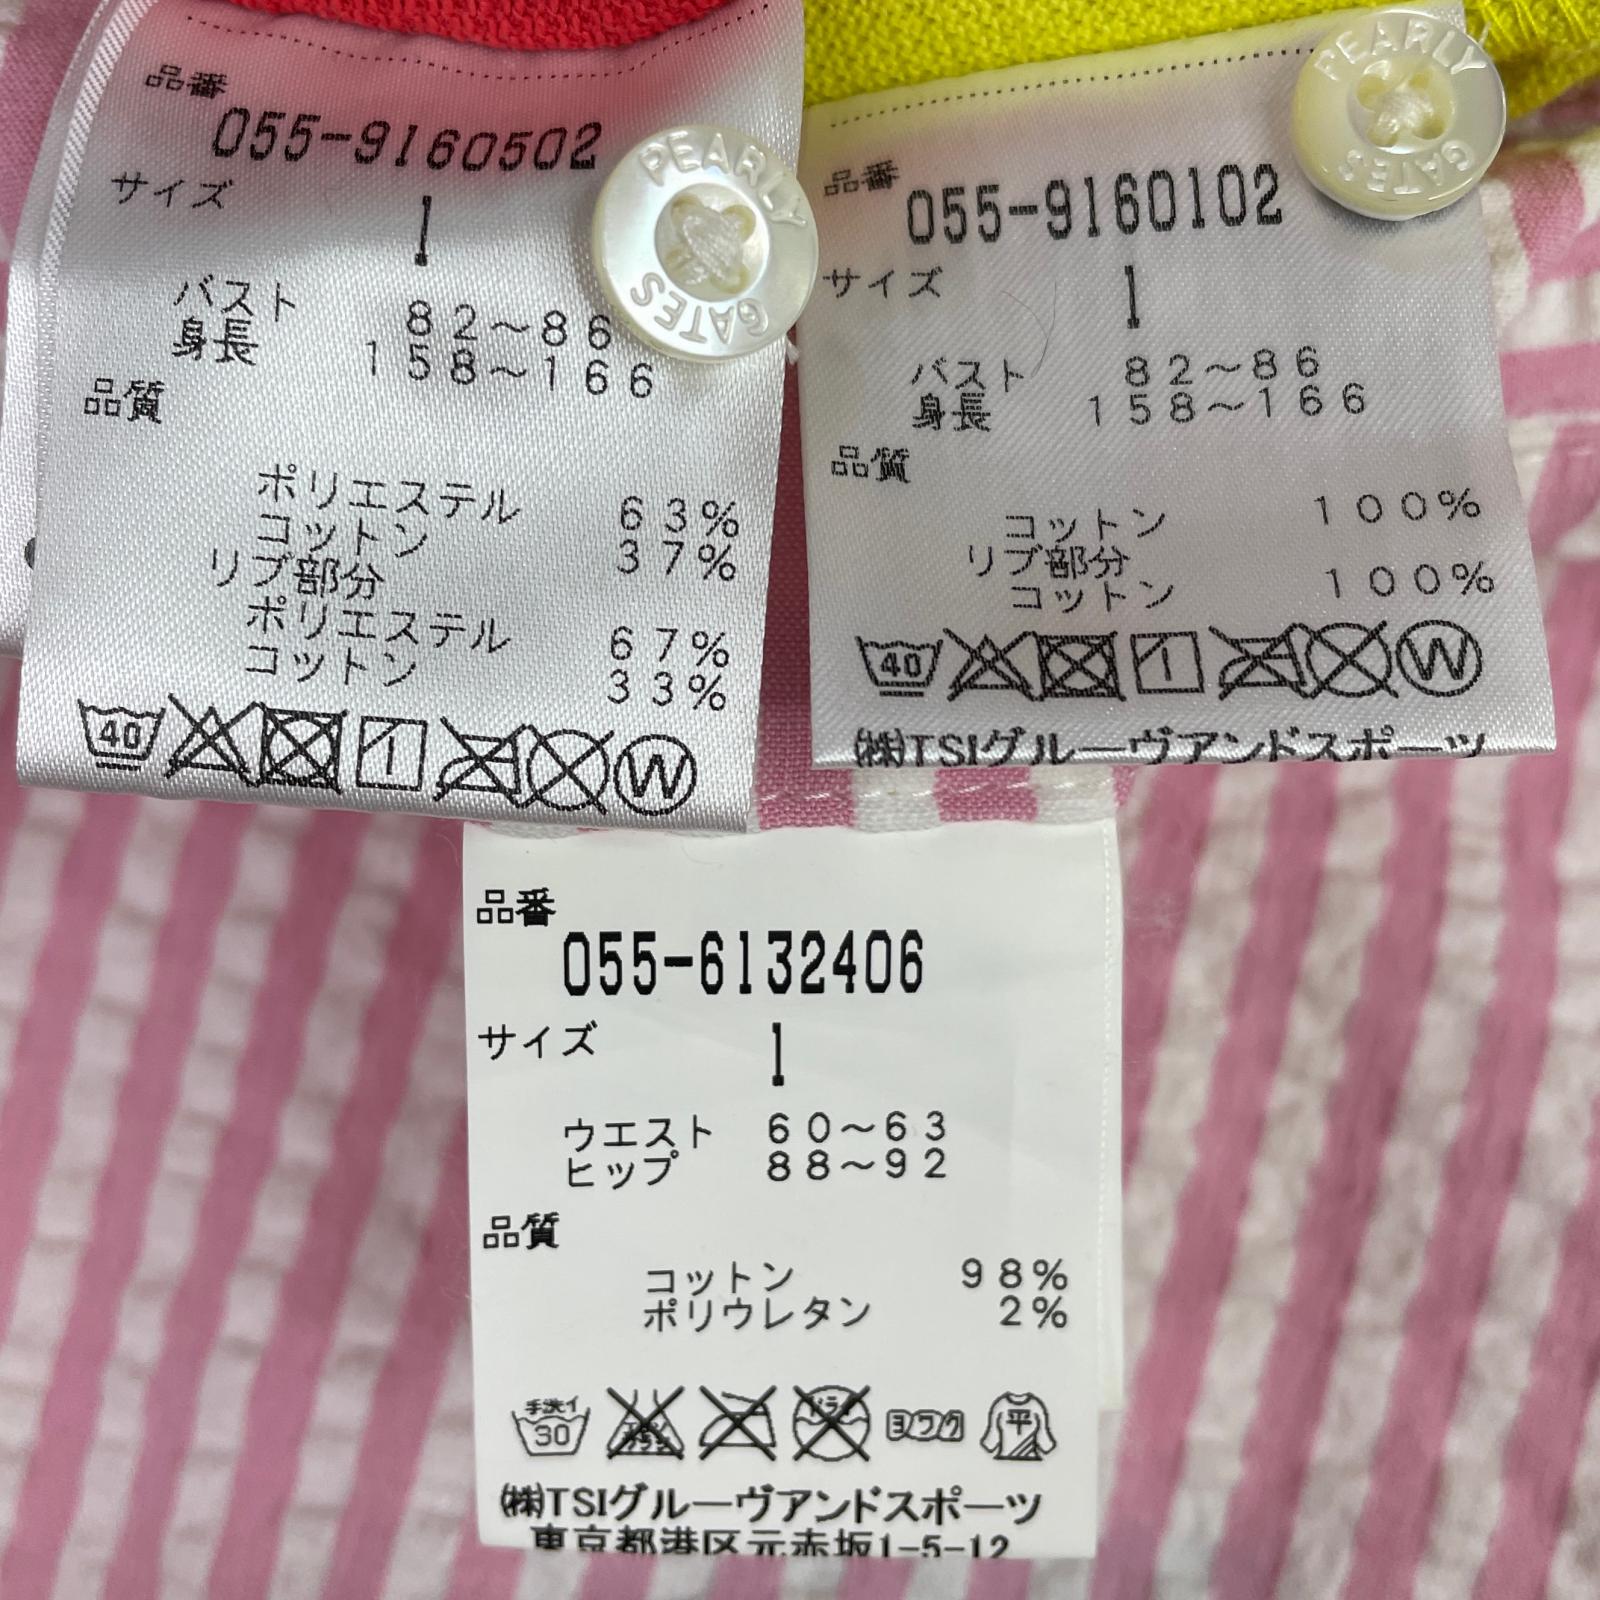 品番
055-9160502
サイズ
1
バスト 82～86
身長 158～166
品質
ポリエステル 63%
コットン 37%
リブ部分
ポリエステル 67%
コットン 33%
40
W
PEARLY
GATES
品番
055-9160102
サイズ
1
バスト 82～86
身長 158～166
品質
コットン 100%
リブ部分
コットン 100%
40
W
㈱TSIグルーヴアンドスポーツ
PEARLY
GATES
品番
055-6132406
サイズ
1
ウエスト 60～63
ヒップ 88～92
品質
コットン 98%
ポリウレタン 2%
手洗イ
30
ヨワク
平
㈱TSIグルーヴアンドスポーツ
東京都港区元赤坂1-5-12